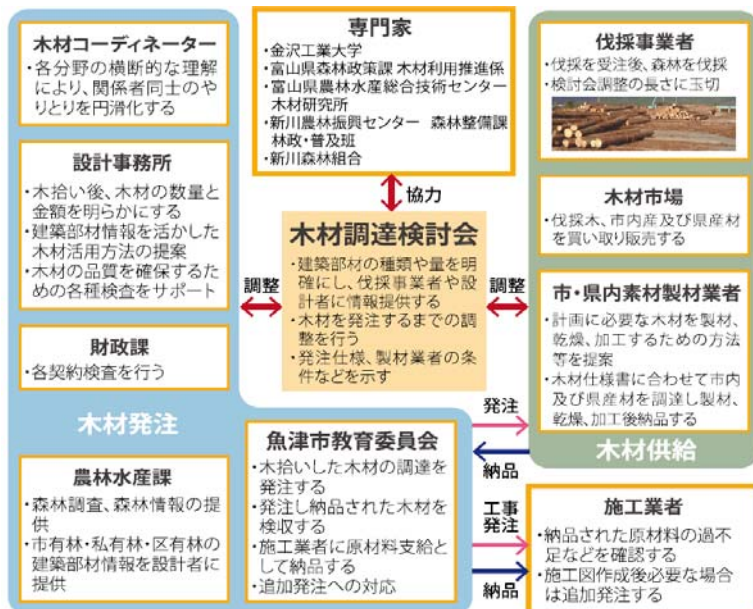 木材コーディネーター
・各分野の横断的な理解
により、関係者同士のや
りとりを円滑化する
設計事務所
・木拾い後、木材の数量と
金額を明らかにする
・建築部材情報を活かした
木材活用方法の提案
・木材の品質を確保するた
めの各種検査をサポート
財政課
・各契約検査を行う
木材発注
農林水産課
・森林調査、森林情報の提
供
・市有林・私有林・区有林の
建築部材情報を設計者に
提供
専門家
・金沢工業大学
・富山県森林政策課 木材利用推進係
・富山県農林水産総合技術センター
木材研究所
・新川農林振興センター 森林整備課
林政・普及班
・新川森林組合
協力
木材調達検討会
・建築部材の種類や量を明
確にし、伐採事業者や設
計者に情報提供する
・木材を発注するまでの調
整を行う
・発注仕様、製材業者の条
件などを示す
調整
調整
魚津市教育委員会
・木拾いした木材の調達を
発注する
・発注し納品された木材を
検収する
・施工業者に原材料支給と
して納品する
・追加発注への対応
発注
納品
工事
発注
納品
伐採事業者
・伐採を受注後、森林を伐採
・検討会調整の長さに玉切
木材市場
・伐採木、市内産及び県産材
を買い取り販売する
市・県内素材製材業者
・計画に必要な木材を製材、
乾燥、加工するための方法
等を提案
・木材仕様書に合わせて市内
及び県産材を調達し製材、
乾燥、加工後納品する
木材供給
施工業者
・納品された原材料の過不
足などを確認する
・施工図作成後必要な場合
は追加発注する